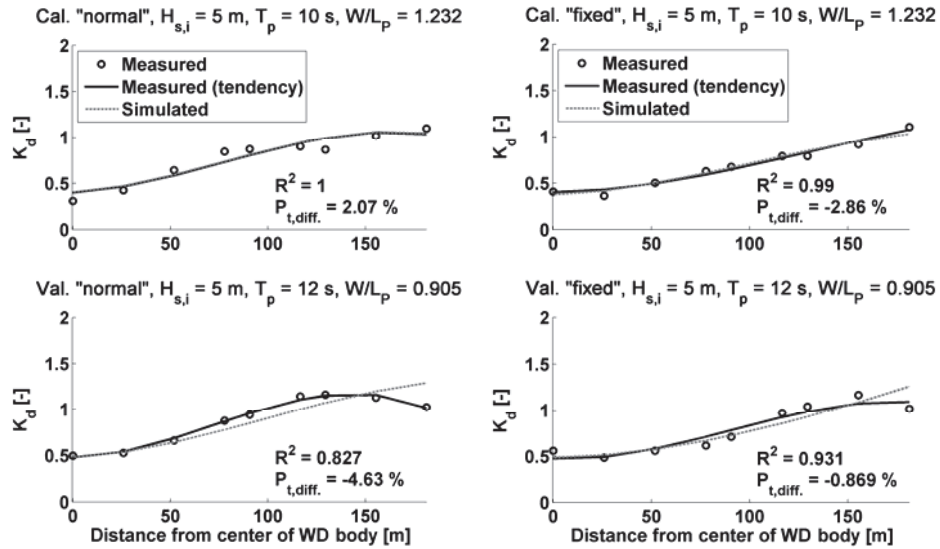 Cal. "normal", H_s,i = 5 m, T_p = 10 s, W/L_P = 1.232
2
1.5
1
0.5
0
K_d [-]
Measured
Measured (tendency)
Simulated
R² = 1
P_t,diff. = 2.07 %
0 50 100 150
Cal. "fixed", H_s,i = 5 m, T_p = 10 s, W/L_P = 1.232
2
1.5
1
0.5
0
K_d [-]
Measured
Measured (tendency)
Simulated
R² = 0.99
P_t,diff. = -2.86 %
0 50 100 150
Val. "normal", H_s,i = 5 m, T_p = 12 s, W/L_P = 0.905
2
1.5
1
0.5
0
K_d [-]
R² = 0.827
P_t,diff. = -4.63 %
0 50 100 150
Distance from center of WD body [m]
Val. "fixed", H_s,i = 5 m, T_p = 12 s, W/L_P = 0.905
2
1.5
1
0.5
0
K_d [-]
R² = 0.931
P_t,diff. = -0.869 %
0 50 100 150
Distance from center of WD body [m]